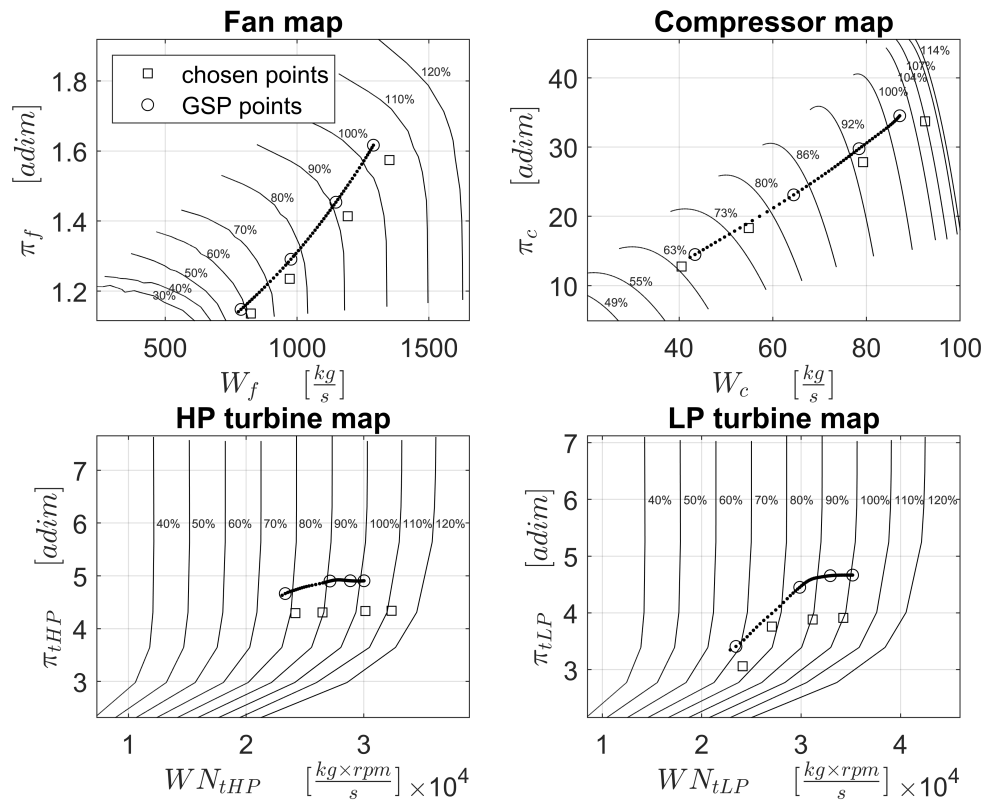 Fan map
Compressor map
π_f [adim]
1.8
1.6
1.4
1.2
chosen points
GSP points
120%
110%
100%
90%
80%
70%
60%
50%
40%
30%
500 1000 1500
W_f [kg/s]
π_c [adim]
40
30
20
10
114%
107%
104%
100%
92%
86%
80%
73%
63%
55%
49%
40 60 80 100
W_c [kg/s]
HP turbine map
LP turbine map
π_tHP [adim]
7
6
5
4
3
40% 50% 60% 70% 80% 90% 100% 110% 120%
1 2 3
WN_tHP [kg×rpm/s] ×10⁴
π_tLP [adim]
7
6
5
4
3
40% 50% 60% 70% 80% 90% 100% 110% 120%
1 2 3 4
WN_tLP [kg×rpm/s] ×10⁴